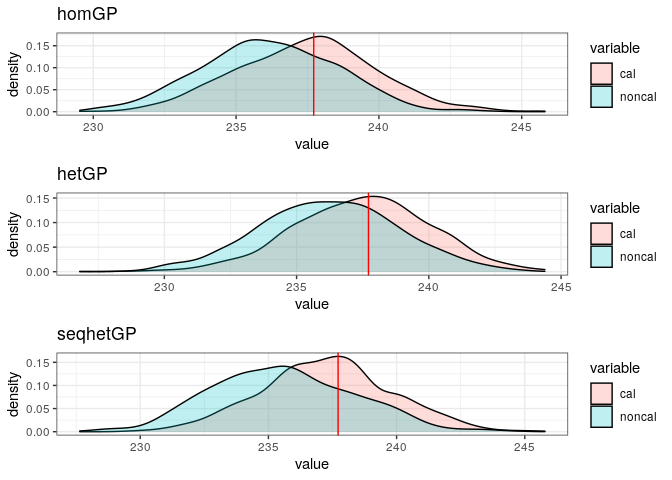 homGP
density
0.15
0.10
0.05
0.00
230
235
240
245
value
variable
cal
noncal
hetGP
density
0.15
0.10
0.05
0.00
230
235
240
245
value
variable
cal
noncal
seqhetGP
density
0.15
0.10
0.05
0.00
230
235
240
245
value
variable
cal
noncal